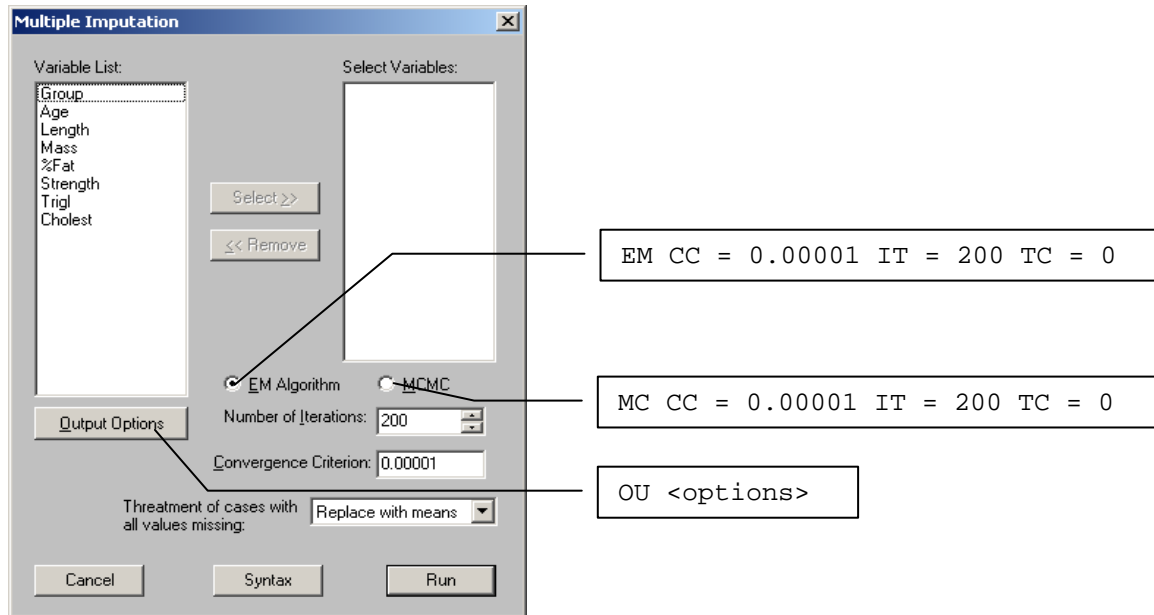 Multiple Imputation
Variable List:
Select Variables:
Group
Age
Length
Mass
%Fat
Strength
Trigl
Cholest
Select >>
<< Remove
EM CC = 0.00001 IT = 200 TC = 0
EM Algorithm
MCMC
MC CC = 0.00001 IT = 200 TC = 0
Output Options
Number of Iterations:
200
Convergence Criterion:
0.00001
OU <options>
Threatment of cases with
all values missing:
Replace with means
Cancel
Syntax
Run